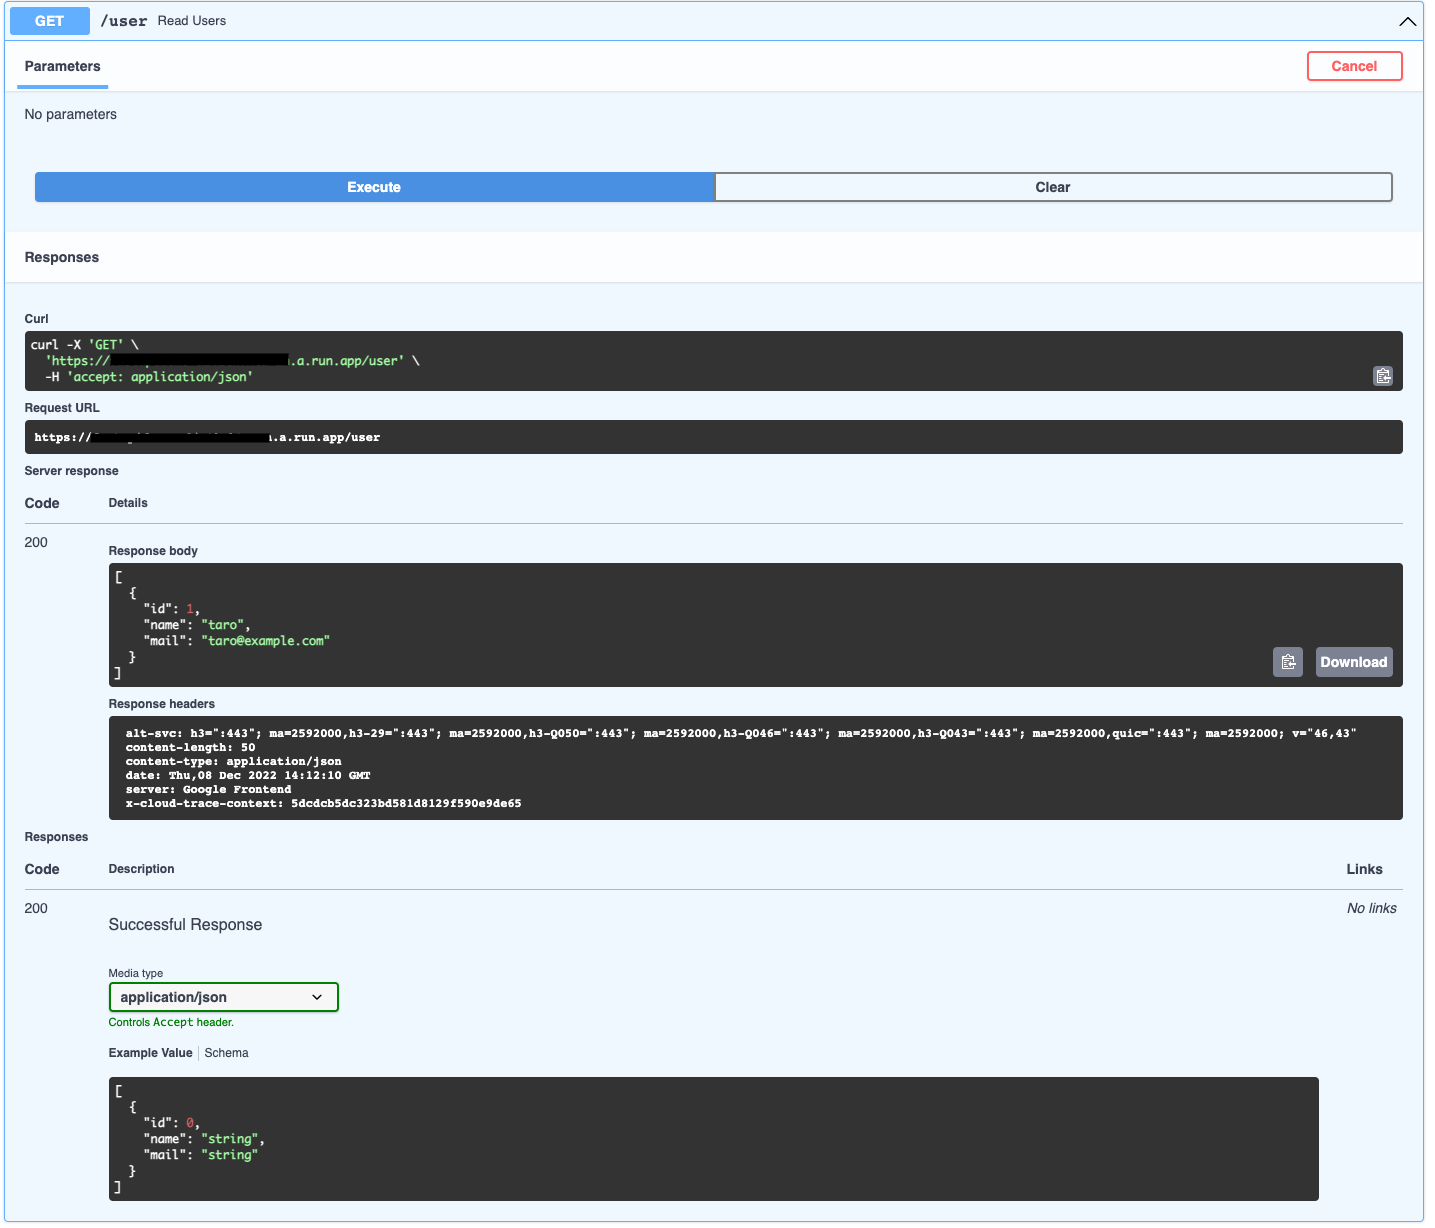 GET /user Read Users
Parameters
Cancel
No parameters
Execute
Clear
Responses
Curl
curl -X 'GET' \
'https:// .a.run.app/user' \
-H 'accept: application/json'
Request URL
https:// .a.run.app/user
Server response
Code Details
200
Response body
[
{
"id": 1,
"name": "taro",
"mail": "taro@example.com"
}
]
Download
Response headers
alt-svc: h3=":443"; ma=2592000,h3-29=":443"; ma=2592000,h3-Q050=":443"; ma=2592000,h3-Q046=":443"; ma=2592000,h3-Q043=":443"; ma=2592000,quic=":443"; ma=2592000; v="46,43"
content-length: 50
content-type: application/json
date: Thu,08 Dec 2022 14:12:10 GMT
server: Google Frontend
x-cloud-trace-context: 5dcdcb5dc323bd581d8129f590e9de65
Responses
Code Description Links
200
Successful Response
No links
Media type
application/json
Controls Accept header.
Example Value Schema
[
{
"id": 0,
"name": "string",
"mail": "string"
}
]